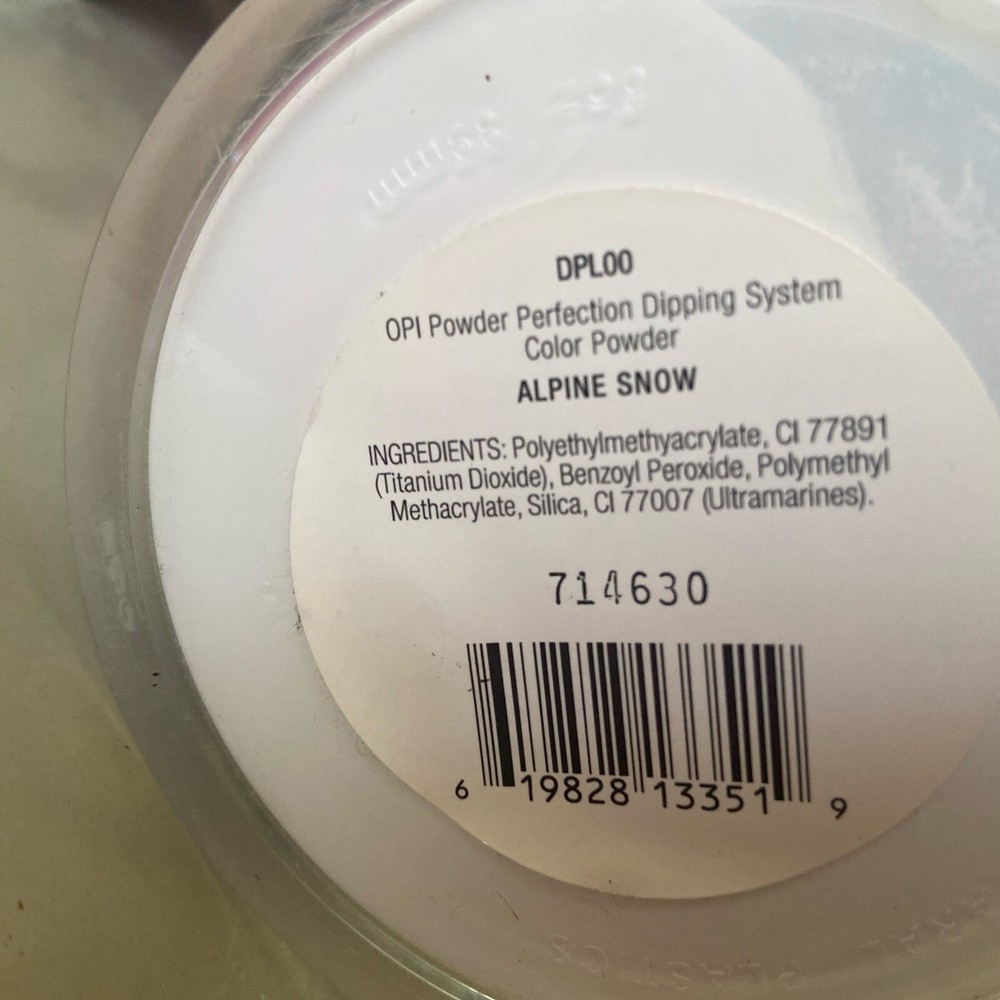 DPL00
OPI Powder Perfection Dipping System
Color Powder
ALPINE SNOW
INGREDIENTS: Polyethylmethyacrylate, CI 77891
(Titanium Dioxide), Benzoyl Peroxide, Polymethyl
Methacrylate, Silica, CI 77007 (Ultramarines).
714630
6 19828 13351 9
PLASTICS